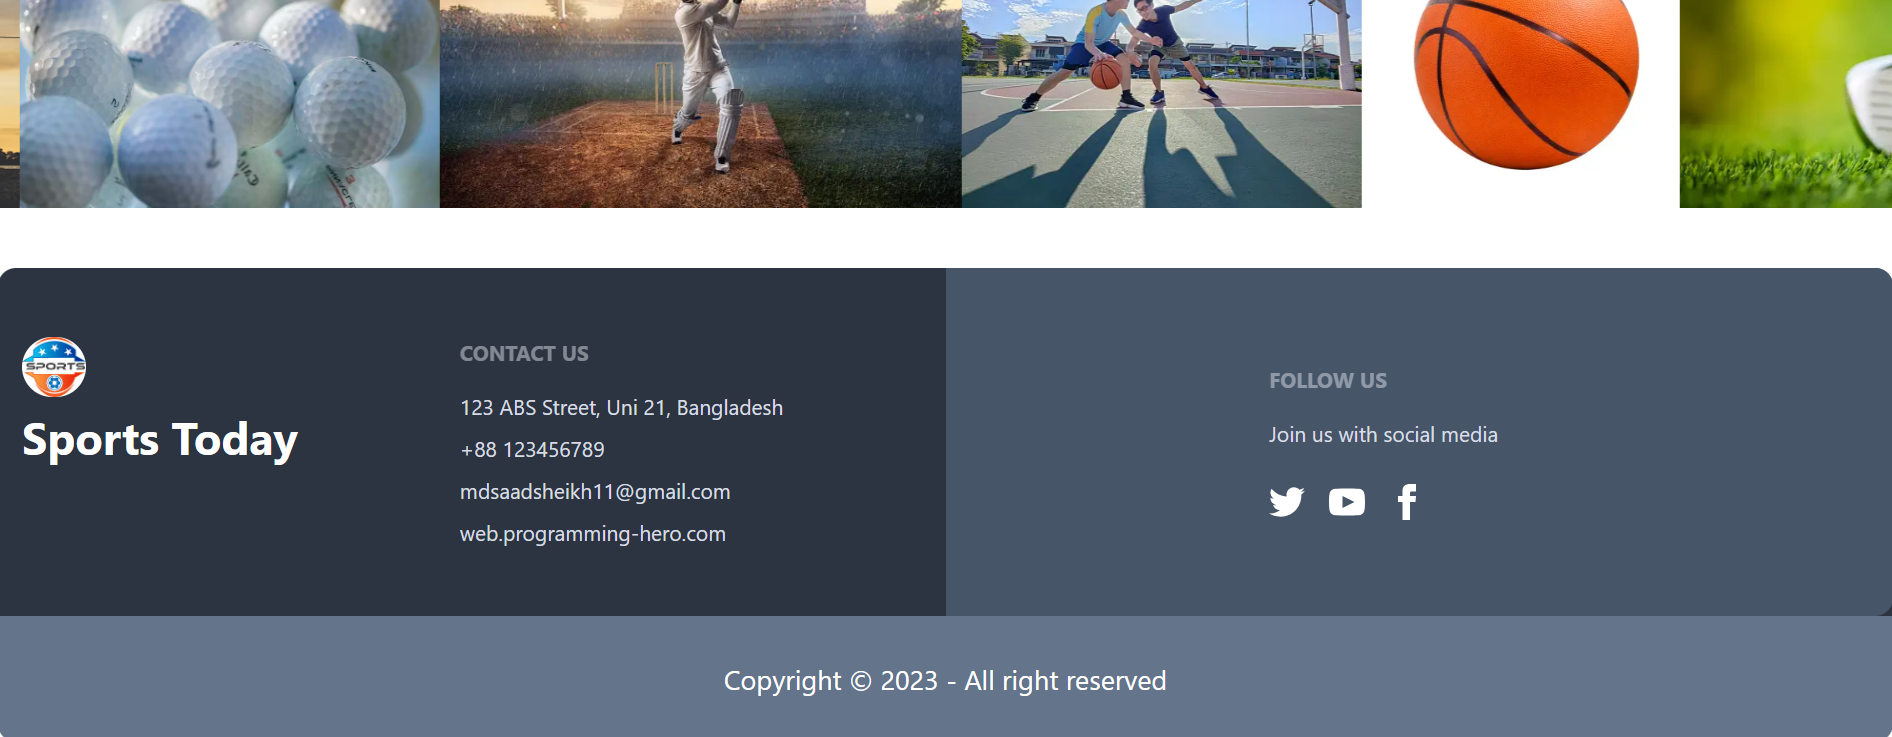 SPORTS
Sports Today
CONTACT US
123 ABS Street, Uni 21, Bangladesh
+88 123456789
mdsaadsheikh11@gmail.com
web.programming-hero.com
FOLLOW US
Join us with social media
Copyright © 2023 - All right reserved